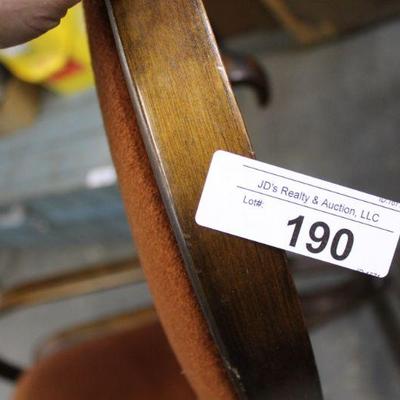 JD's Realty & Auction, LLC
Lot#:
190